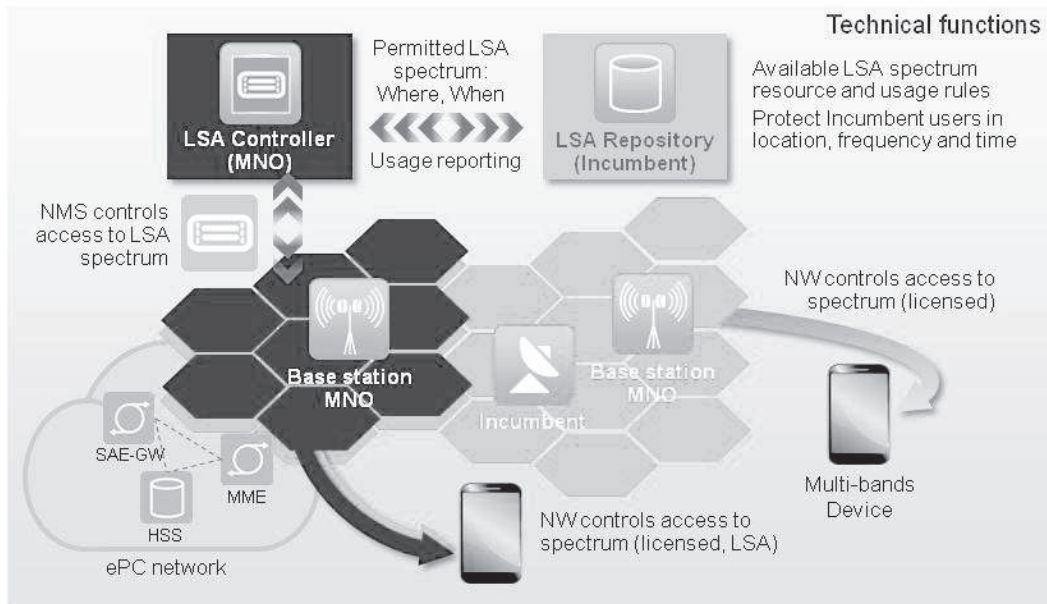 Technical functions
LSA Controller
(MNO)
Permitted LSA
spectrum:
Where, When
Usage reporting
LSA Repository
(Incumbent)
Available LSA spectrum
resource and usage rules
Protect Incumbent users in
location, frequency and time
NMS controls
access to LSA
spectrum
Base station
MNO
Incumbent
Base station
MNO
NW controls access to
spectrum (licensed)
Multi-bands
Device
NW controls access to
spectrum (licensed, LSA)
SAE-GW
MME
HSS
ePC network